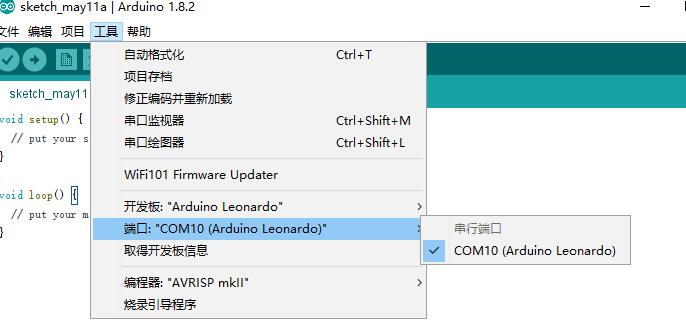 sketch_may11a | Arduino 1.8.2
文件 编辑 项目 工具 帮助
自动格式化 Ctrl+T
项目存档
修正编码并重新加载
串口监视器 Ctrl+Shift+M
串口绘图器 Ctrl+Shift+L
WiFi101 Firmware Updater
开发板: "Arduino Leonardo"
端口: "COM10 (Arduino Leonardo)"
取得开发板信息
编程器: "AVRISP mkII"
烧录引导程序
串行端口
COM10 (Arduino Leonardo)
sketch_may11
void setup() {
// put your s
}
void loop() {
// put your m
}